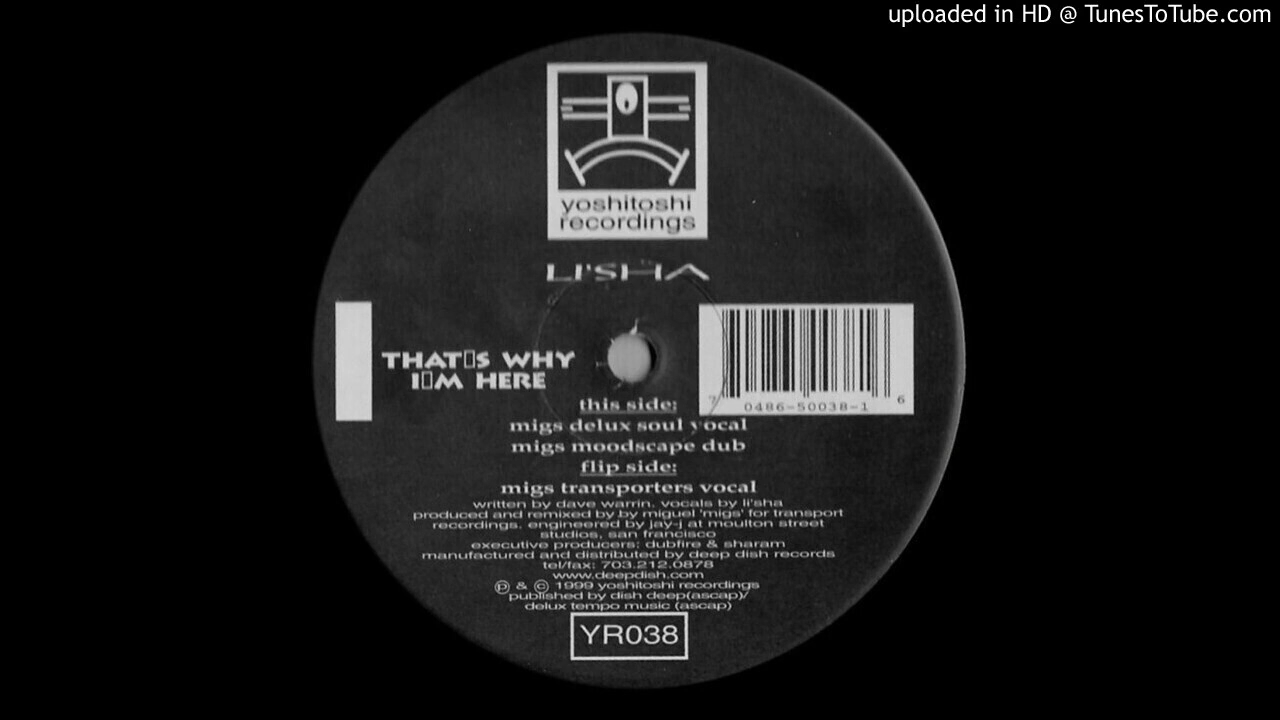 uploaded in HD @ TunesToTube.com
yoshitoshi
recordings
LI'SHA
THAT▯S WHY
I▯M HERE
7 0486-50038-1 6
this side:
migs delux soul vocal
migs moodscape dub
flip side:
migs transporters vocal
written by dave warrin, vocals by li'sha
produced and remixed by by miguel 'migs' for transport
recordings, engineered by jay-j at moulton street
studios, san francisco
executive producers: dubfire & sharam
manufactured and distributed by deep dish records
tel/fax: 703.212.0878
www.deepdish.com
℗ & © 1999 yoshitoshi recordings
published by dish deep(ascap)/
delux tempo music (ascap)
YR038